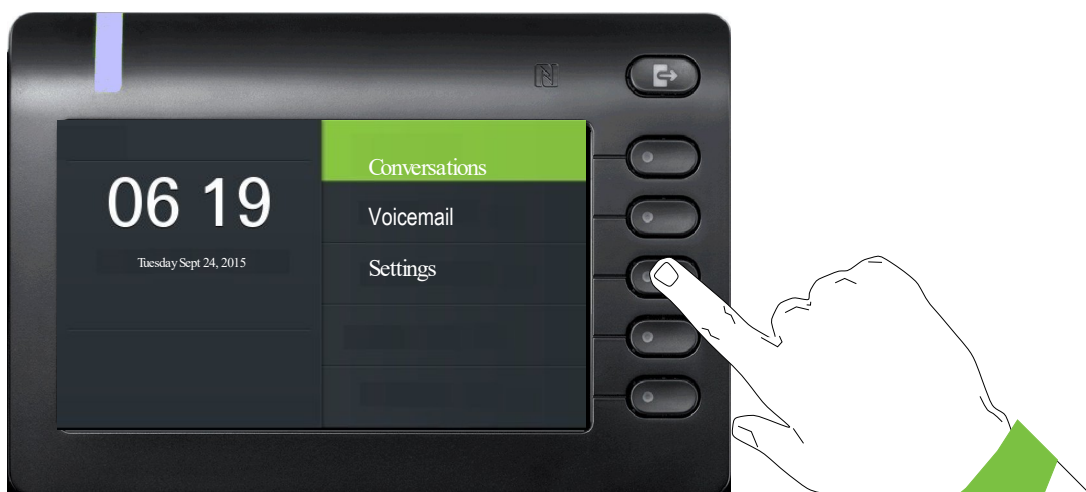 06 19
Tuesday Sept 24, 2015
Conversations
Voicemail
Settings